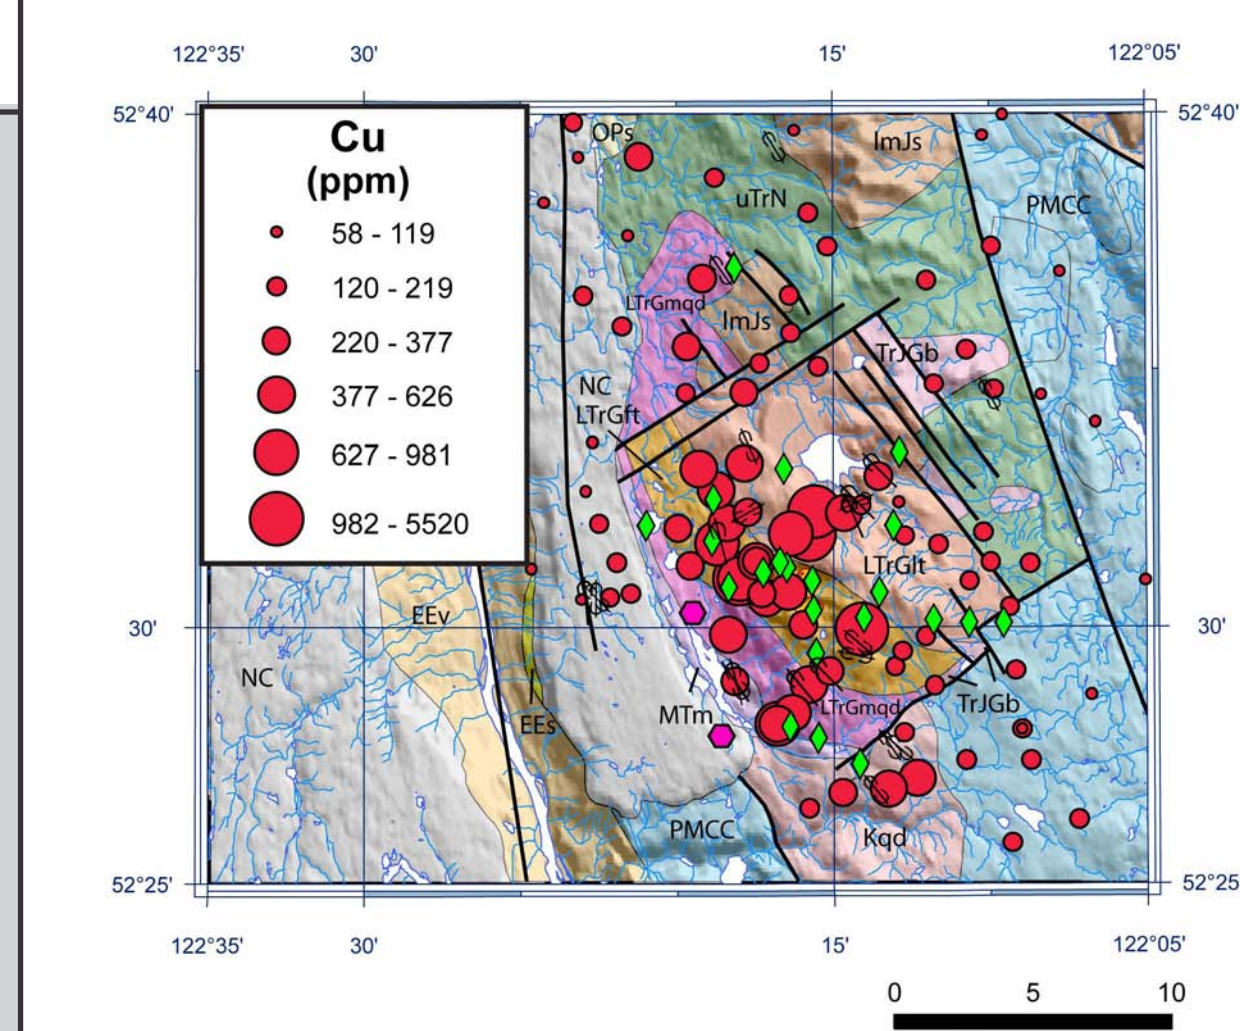 122°35'
30'
15'
122°05'
52°40'
52°40'
Cu
(ppm)
58 - 119
120 - 219
220 - 377
377 - 626
627 - 981
982 - 5520
OPs
lmJs
uTrN
PMCC
LTrGmqd
lmJs
TrJGb
NC
LTrGft
LTrGlt
EEv
30'
30'
NC
MTm
LTrGmqd
TrJGb
EEs
PMCC
Kqd
52°25'
52°25
122°35'
30'
15'
122°05'
0
5
10